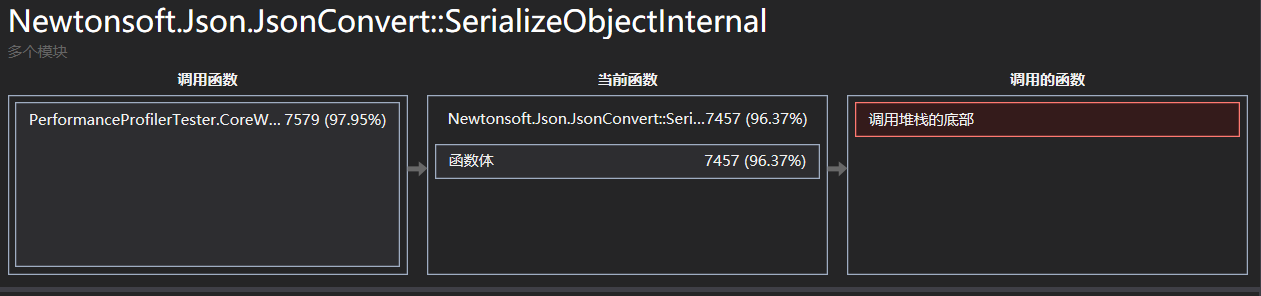 Newtonsoft.Json.JsonConvert::SerializeObjectInternal
多个模块
调用函数
PerformanceProfilerTester.CoreW... 7579 (97.95%)
当前函数
Newtonsoft.Json.JsonConvert::Seri...7457 (96.37%)
函数体 7457 (96.37%)
调用的函数
调用堆栈的底部